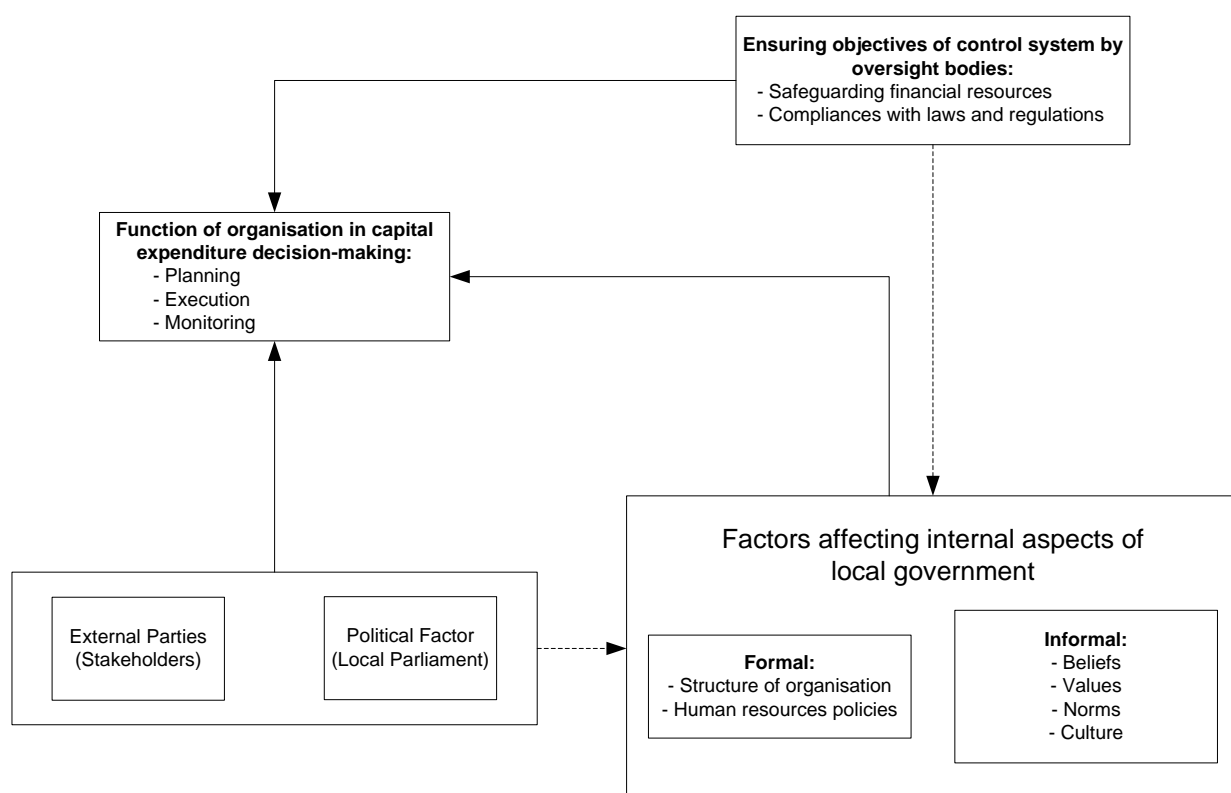 Ensuring objectives of control system by
oversight bodies:
- Safeguarding financial resources
- Compliances with laws and regulations
Function of organisation in capital
expenditure decision-making:
- Planning
- Execution
- Monitoring
Factors affecting internal aspects of
local government
External Parties
(Stakeholders)
Political Factor
(Local Parliament)
Formal:
- Structure of organisation
- Human resources policies
Informal:
- Beliefs
- Values
- Norms
- Culture